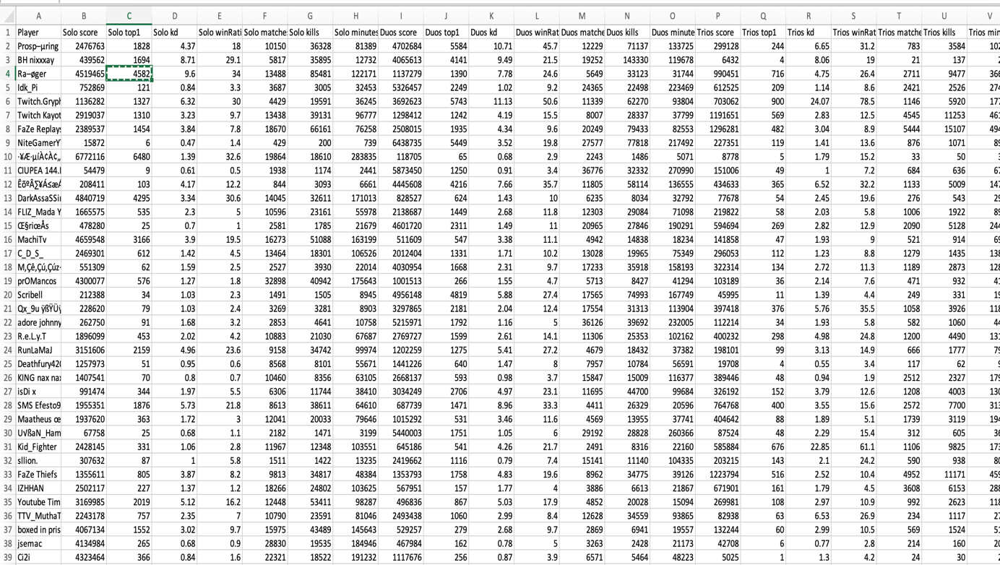 A B C D E F G H I J K L M N O P Q R S T U V
1 Player Solo score Solo top1 Solo kd Solo winRati Solo matche Solo kills Solo minutes Duos score Duos top1 Duos kd Duos winRat Duos matche Duos kills Duos minute Trios score Trios top1 Trios kd Trios winRat Trios matche Trios kills Trios min
2 Prosp–µring 2476763 1828 4.37 18 10150 36328 81389 4702684 5584 10.71 45.7 12229 71137 133725 299128 244 6.65 31.2 783 3584 102
3 BH nixxxay 439562 1694 8.71 29.1 5817 35895 12732 4065613 4141 9.49 21.5 19252 143330 119678 6432 4 8.06 19 21 137 2
4 Ra–øger 4519465 4582 9.6 34 13488 85481 122171 1137279 1390 7.78 24.6 5649 33123 31744 990451 716 4.75 26.4 2711 9477 366
5 Idk_Pi 752869 121 0.84 3.3 3687 3005 32453 5326457 2249 1.02 9.2 24365 22498 223469 612525 209 1.14 8.6 2421 2526 274
6 Twitch.Gryph 1136282 1327 6.32 30 4429 19591 36245 3692623 5743 11.13 50.6 11339 62270 93804 703062 900 24.07 78.5 1146 5920 177
7 Twitch Kayot 2919037 1310 3.23 9.7 13438 39131 96777 1298412 1242 4.19 15.5 8007 28337 37799 1191651 569 2.83 12.5 4545 11253 461
8 FaZe Replays 2389537 1454 3.84 7.8 18670 66161 76258 2508015 1935 4.34 9.6 20249 79433 82553 1296281 482 3.04 8.9 5444 15107 494
9 NiteGamerY 15872 6 0.47 1.4 429 200 739 6438735 5449 3.52 19.8 27577 77818 217492 227351 119 1.41 13.6 876 1071 89
10 6772116 6480 1.39 32.6 19864 18610 283835 118705 65 0.68 2.9 2243 1486 5071 8778 5 1.79 15.2 33 50 3
11 CIUPEA 144.I 54479 9 0.61 0.5 1938 1174 2441 5873450 1250 0.91 3.4 36776 32332 270990 151006 49 1 7.2 684 636 67
12 208411 103 4.17 12.2 844 3093 6661 4445608 4216 7.66 35.7 11805 58114 136555 434633 365 6.52 32.2 1133 5009 147
13 DarkAssaSSin 4840719 4295 3.34 30.6 14045 32611 171013 828527 624 1.43 10 6235 8034 32792 77678 54 2.45 19.6 276 543 29
14 FLIZ_Mada Y 1665575 535 2.3 5 10596 23161 55978 2138687 1449 2.68 11.8 12303 29084 71098 219822 58 2.03 5.8 1006 1922 89
15 Œ§riœÅs 478280 25 0.7 1 2581 1785 21679 4601720 2311 1.49 11 20965 27846 190291 594694 269 2.82 12.9 2090 5128 244
16 MachiTv 4659548 3166 3.9 19.5 16273 51088 163199 511609 547 3.38 11.1 4942 14838 18234 141858 47 1.93 9 521 914 69
17 C_D_S_ 2469301 612 1.42 4.5 13464 18301 106526 2012404 1331 1.71 10.2 13028 19965 75349 296053 112 1.23 8.8 1279 1435 138
18 551309 62 1.59 2.5 2527 3930 22014 4030954 1668 2.31 9.7 17233 35918 158193 322314 134 2.72 11.3 1189 2873 128
19 prOMancos 4300077 576 1.27 1.8 32898 40942 175643 1001513 266 1.55 4.7 5713 8427 41294 103189 36 2.14 7.6 471 932 41
20 Scribell 212388 34 1.03 2.3 1491 1505 8945 4956148 4819 5.88 27.4 17565 74993 167749 45995 11 1.39 4.4 249 331 19
21 Qx_9u 228620 79 1.03 2.4 3269 3281 8903 3297865 2181 2.04 12.4 17554 31313 113904 397418 376 5.76 35.5 1058 3926 118
22 adore johnny 262750 91 1.68 3.2 2853 4641 10758 5215971 1792 1.16 5 36126 39692 232005 112214 34 1.93 5.8 582 1060 44
23 R.e.L.y.T 1896099 453 2.02 4.2 10883 21030 67687 2769727 1599 2.61 14.1 11306 25353 102162 400232 298 4.98 24.8 1200 4490 131
24 RunLaMaJ 3151606 2159 4.96 23.6 9158 34742 99974 1202259 1275 5.41 27.2 4679 18432 37382 198101 99 3.13 14.9 666 1777 79
25 Deathfury420 1257973 51 0.95 0.6 8568 8101 55671 1441226 640 1.47 8 7957 10784 56591 19708 4 0.55 3.4 117 62 9
26 KING nax nax 1407541 70 0.8 0.7 10460 8356 63105 2668137 593 0.98 3.7 15847 15009 116377 389446 48 0.94 1.9 2512 2327 179
27 isDi x 991474 344 1.97 5.5 6306 11744 38410 3034249 2706 4.97 23.1 11695 44700 99684 326192 152 3.79 12.6 1208 4003 130
28 SMS Efesto9 1955351 1876 5.73 21.8 8613 38611 64610 687739 1471 8.96 33.3 4411 26329 20596 764768 400 3.55 15.6 2572 7700 313
29 Maatheus œ 1937620 363 1.72 3 12041 20033 79646 1015292 531 3.46 11.6 4569 13955 37741 404642 88 1.89 5.1 1739 3119 194
30 UVßaN_Ham 67758 25 0.68 1.1 2182 1471 3199 5440003 1751 1.05 6 29192 28828 260366 87524 48 2.29 15.4 312 605 36
31 Kid_Fighter 2428145 331 1.06 2.8 11967 12348 103551 645186 541 4.26 21.7 2491 8316 22160 585884 676 22.85 61.1 1106 9825 173
32 sllion. 307632 87 1 5.8 1511 1422 13235 2419662 1116 0.79 7.4 15141 11140 104335 203215 143 2.1 24.2 590 938 80
33 FaZe Thiefs 1355611 805 3.87 8.2 9813 34817 48384 1353793 1758 4.83 19.6 8962 34775 39126 1223794 516 2.52 10.4 4952 11171 459
34 IZHHAN 2502117 227 1.37 1.2 18266 24802 103625 567951 157 1.77 4 3886 6613 21867 671901 161 1.79 4.5 3608 6153 288
35 Youtube Tim 3169985 2019 5.12 16.2 12448 53411 98287 496836 867 5.03 17.9 4852 20028 15094 269981 108 2.97 10.9 992 2623 118
36 TTV_MuthaT 2243178 757 2.35 7 10790 23591 81046 2493438 1060 2.99 8.4 12628 34559 93865 82938 63 6.53 26.9 234 1117 27
37 boxed in pris 4067134 1552 3.02 9.7 15975 43489 145643 529257 279 2.68 9.7 2869 6941 19557 132244 60 2.99 10.5 569 1524 51
38 jsemac 4134984 265 0.68 0.9 28830 19535 184946 467984 162 0.78 5 3263 2428 21173 42708 6 0.77 2.8 214 160 20
39 Ci2i 4323464 366 0.84 1.6 22321 18522 191232 1117676 256 0.87 3.9 6571 5464 48223 5025 1 1.3 4.2 24 30 2